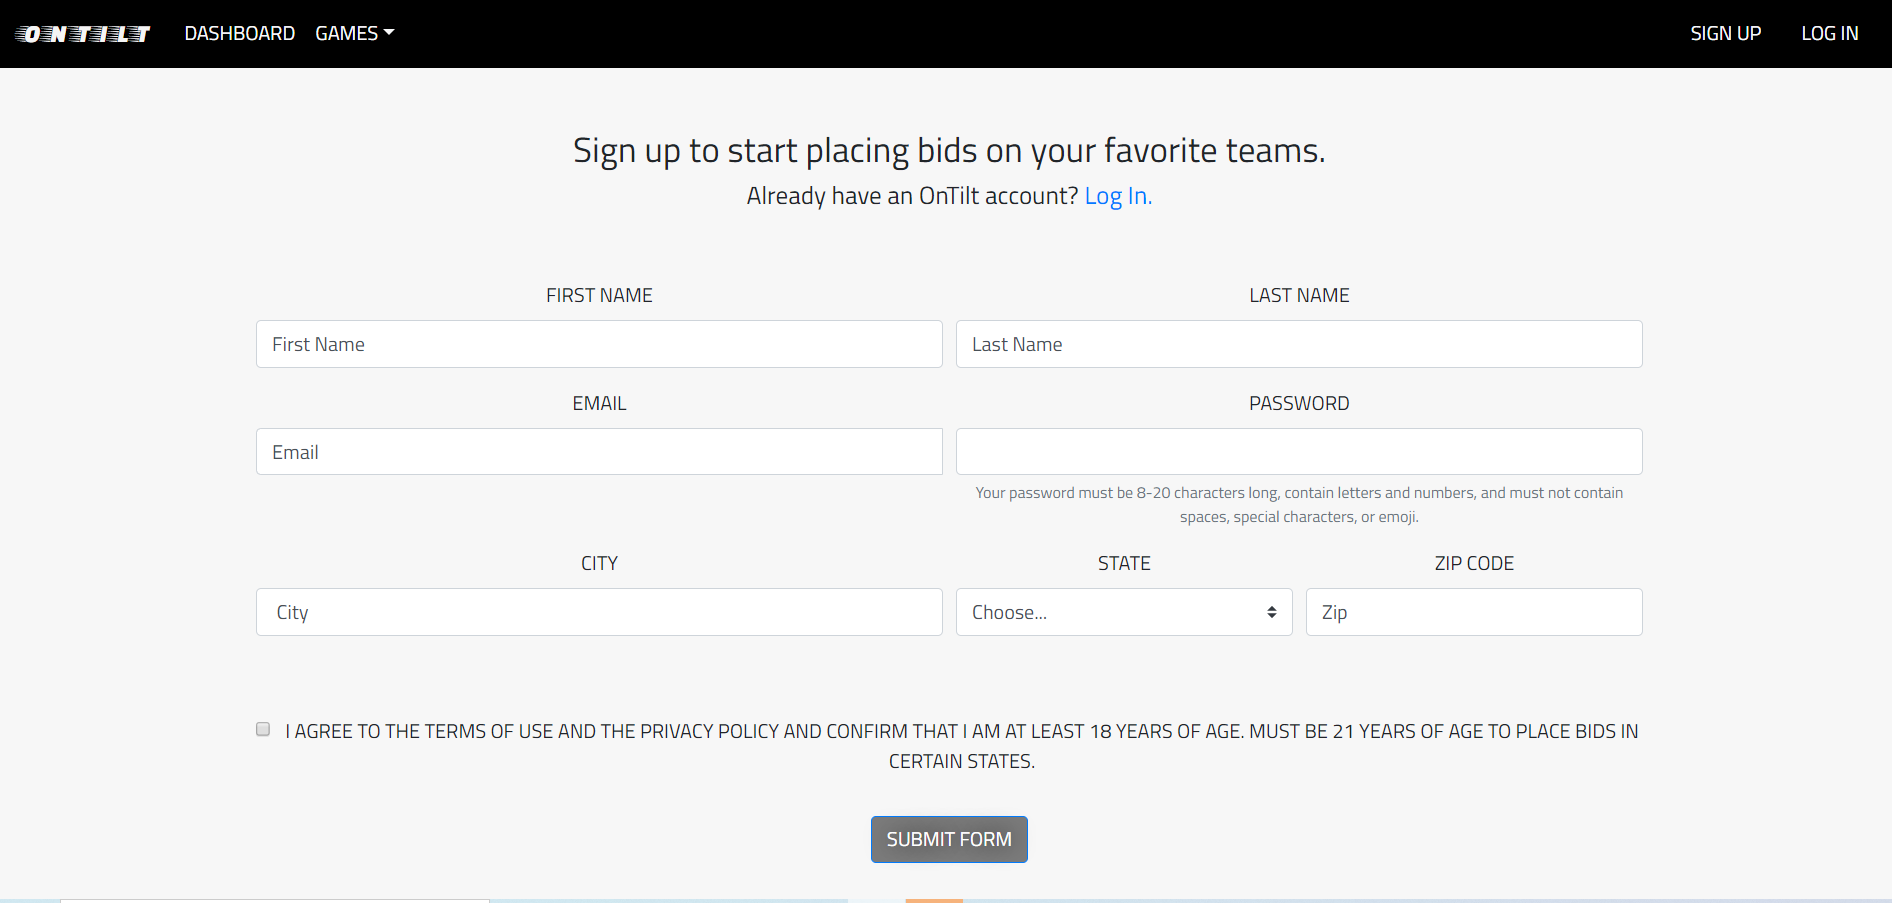 ONTILT DASHBOARD GAMES SIGN UP LOG IN
Sign up to start placing bids on your favorite teams.
Already have an OnTilt account? Log In.
FIRST NAME LAST NAME
First Name Last Name
EMAIL PASSWORD
Email
Your password must be 8-20 characters long, contain letters and numbers, and must not contain
spaces, special characters, or emoji.
CITY STATE ZIP CODE
City Choose... Zip
I AGREE TO THE TERMS OF USE AND THE PRIVACY POLICY AND CONFIRM THAT I AM AT LEAST 18 YEARS OF AGE. MUST BE 21 YEARS OF AGE TO PLACE BIDS IN
CERTAIN STATES.
SUBMIT FORM